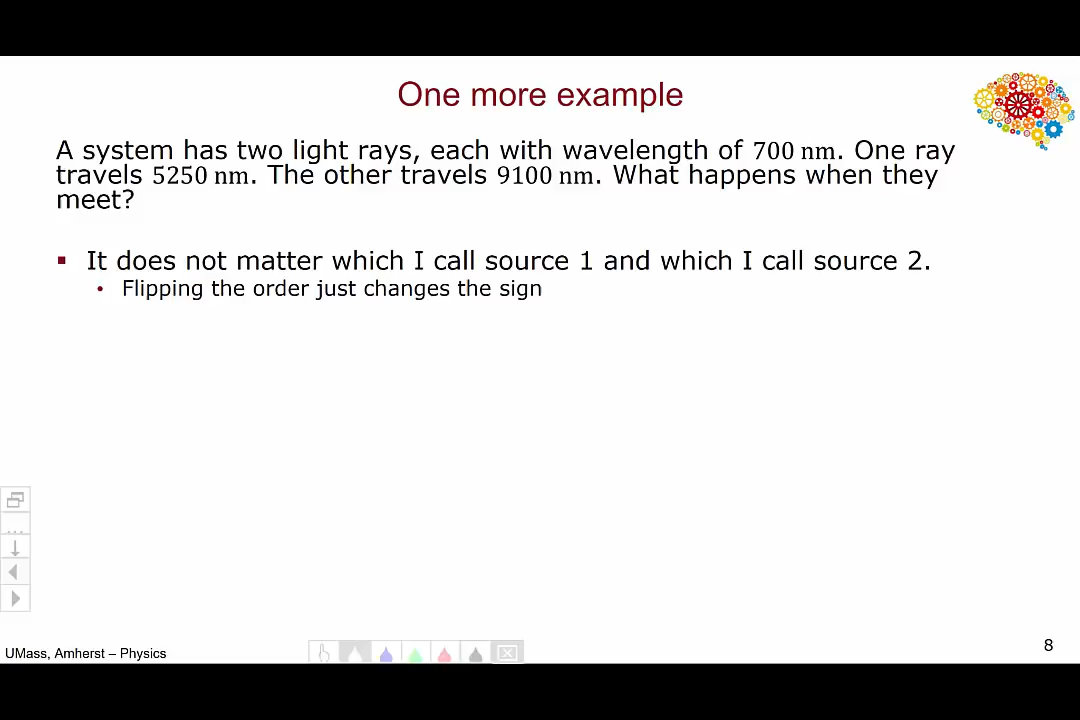 One more example
A system has two light rays, each with wavelength of 700 nm. One ray
travels 5250 nm. The other travels 9100 nm. What happens when they
meet?
▪ It does not matter which I call source 1 and which I call source 2.
• Flipping the order just changes the sign
UMass, Amherst – Physics
8